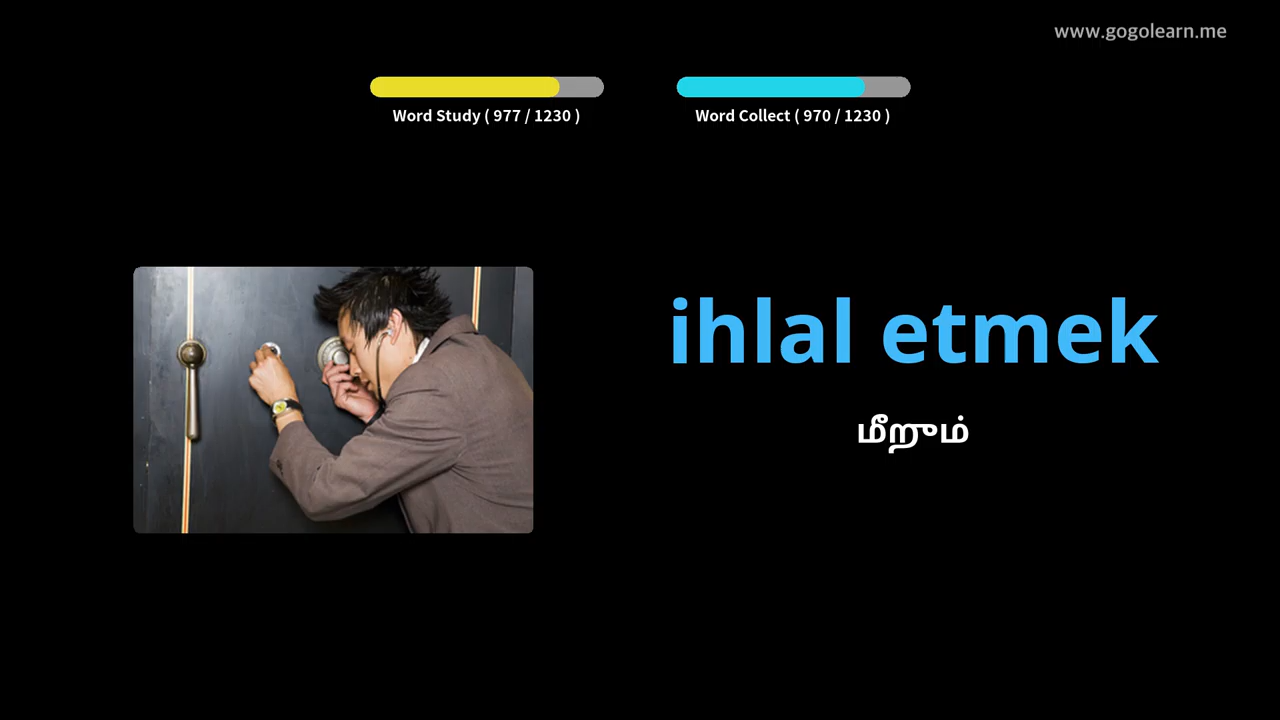 www.gogolearn.me
Word Study ( 977 / 1230 )
Word Collect ( 970 / 1230 )
ihlal etmek
மீறும்